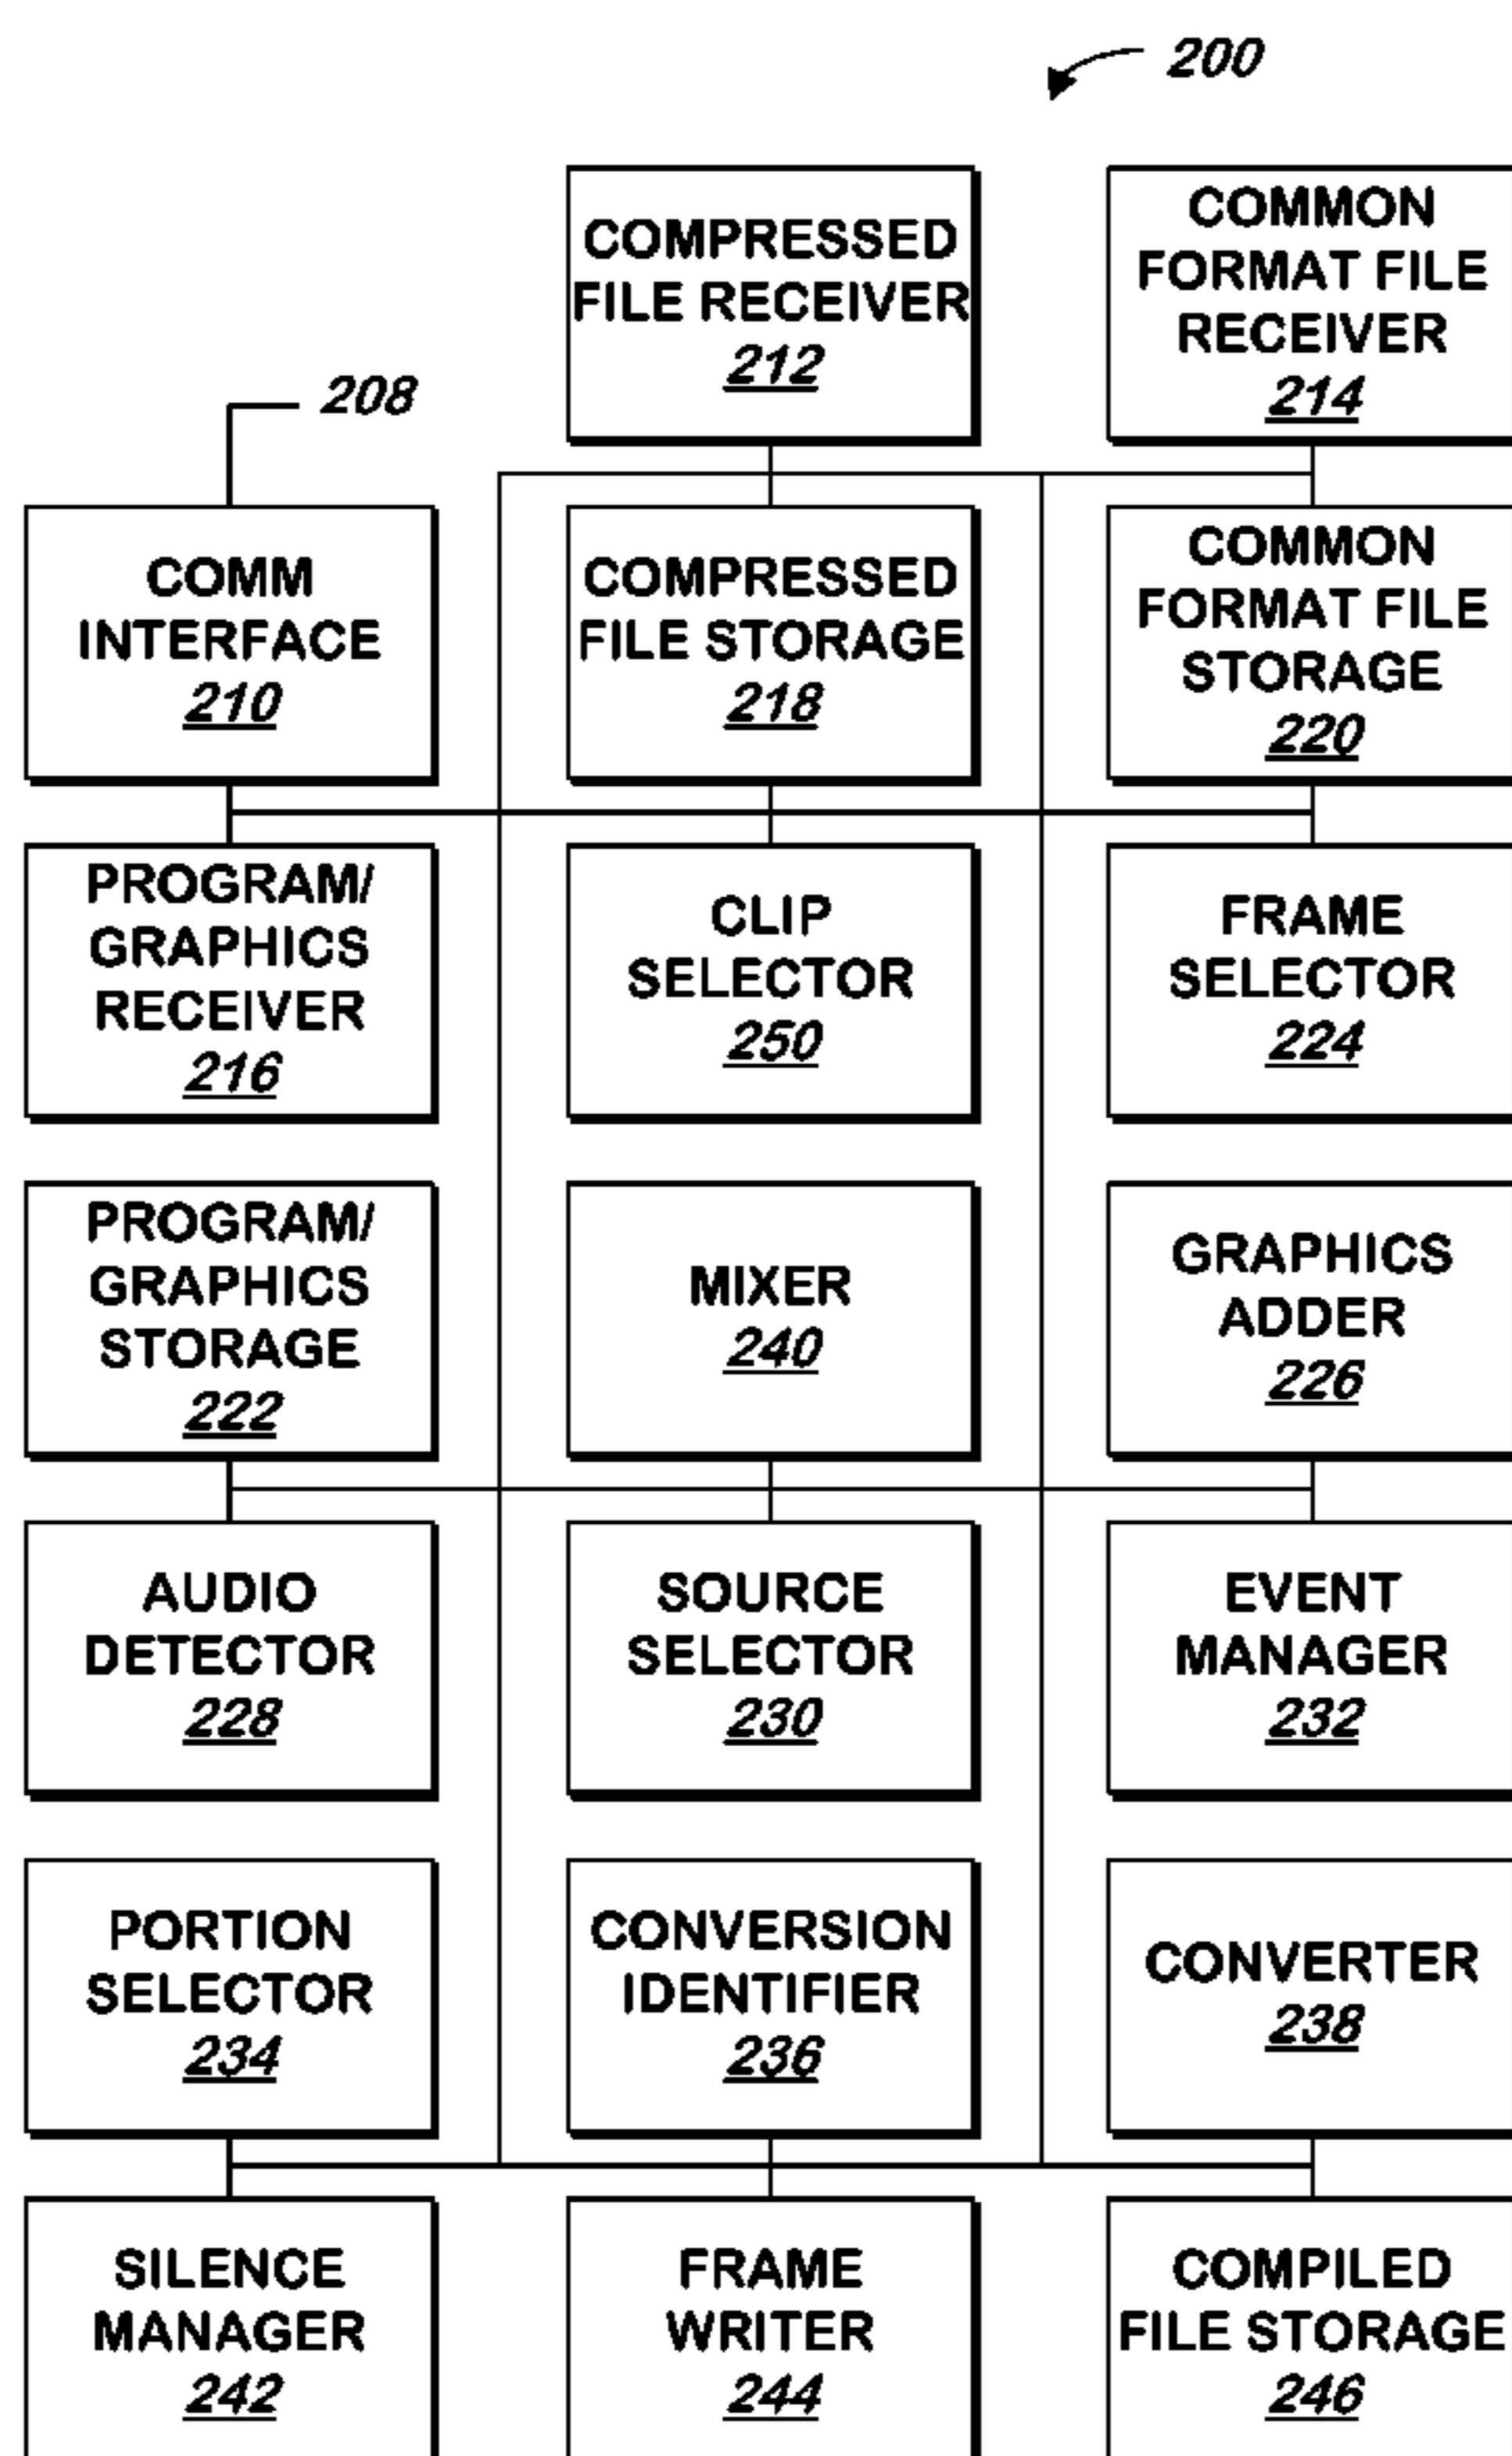 200
COMPRESSED
FILE RECEIVER
212
COMMON
FORMAT FILE
RECEIVER
214
208
COMM
INTERFACE
210
COMPRESSED
FILE STORAGE
218
COMMON
FORMAT FILE
STORAGE
220
PROGRAM/
GRAPHICS
RECEIVER
216
CLIP
SELECTOR
250
FRAME
SELECTOR
224
PROGRAM/
GRAPHICS
STORAGE
222
MIXER
240
GRAPHICS
ADDER
226
AUDIO
DETECTOR
228
SOURCE
SELECTOR
230
EVENT
MANAGER
232
PORTION
SELECTOR
234
CONVERSION
IDENTIFIER
236
CONVERTER
238
SILENCE
MANAGER
242
FRAME
WRITER
244
COMPILED
FILE STORAGE
246